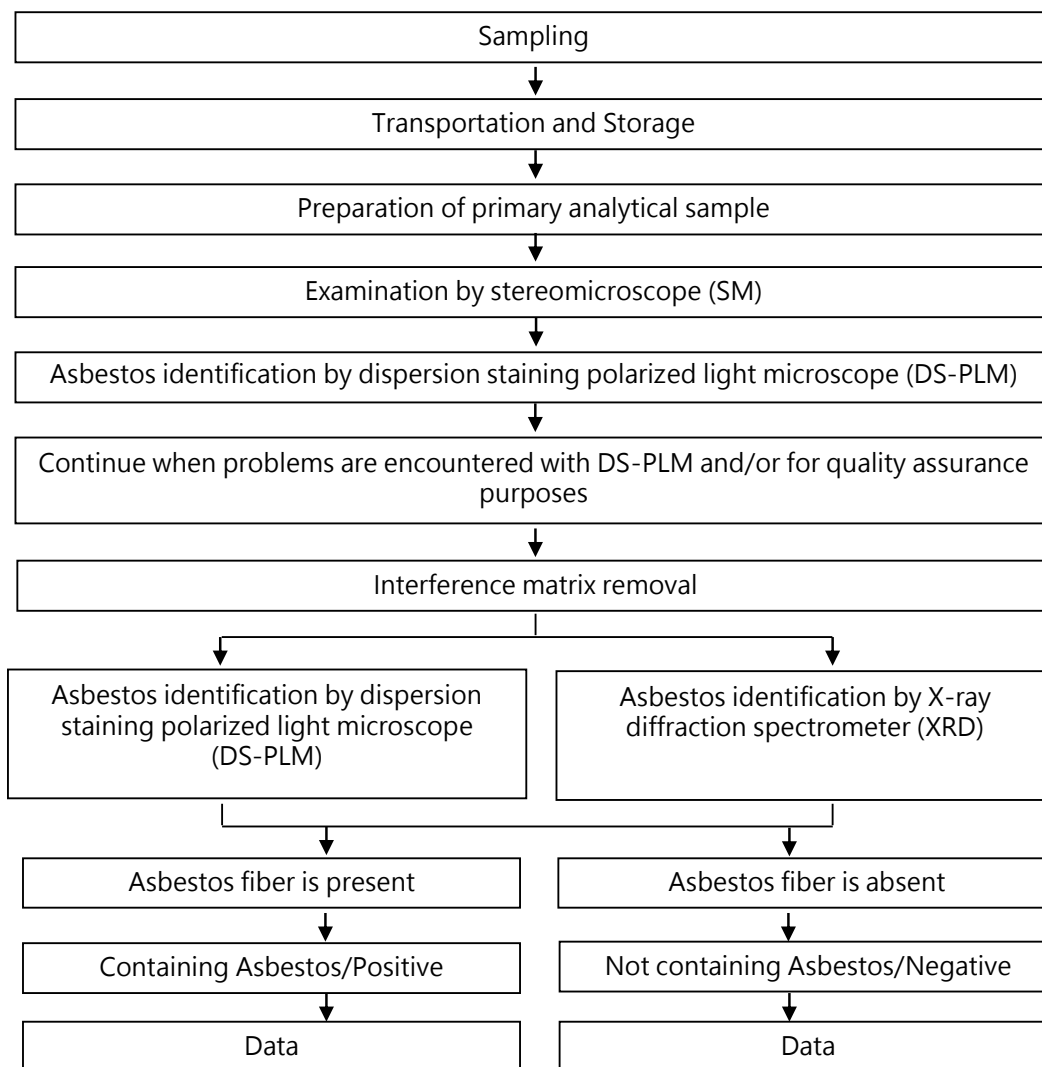 Sampling
Transportation and Storage
Preparation of primary analytical sample
Examination by stereomicroscope (SM)
Asbestos identification by dispersion staining polarized light microscope (DS-PLM)
Continue when problems are encountered with DS-PLM and/or for quality assurance
purposes
Interference matrix removal
Asbestos identification by dispersion
staining polarized light microscope
(DS-PLM)
Asbestos identification by X-ray
diffraction spectrometer (XRD)
Asbestos fiber is present
Asbestos fiber is absent
Containing Asbestos/Positive
Not containing Asbestos/Negative
Data
Data